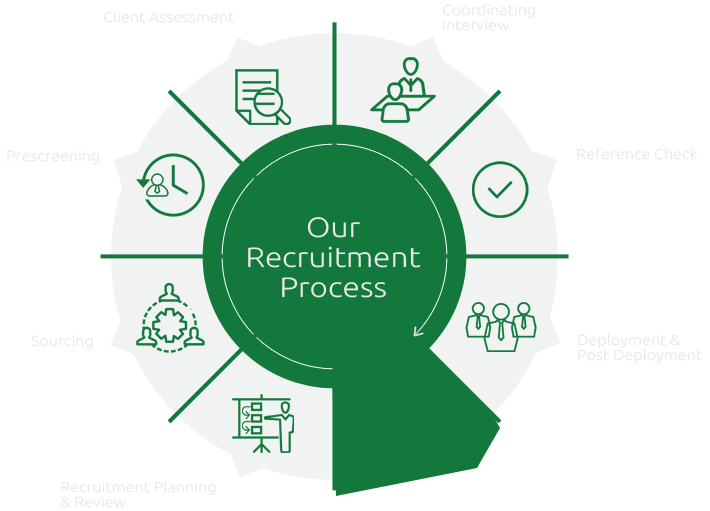 Client Assessment
Coordinating
Interview
Prescreening
Reference Check
Our
Recruitment
Process
Sourcing
Deployment &
Post Deployment
Recruitment Planning
& Review